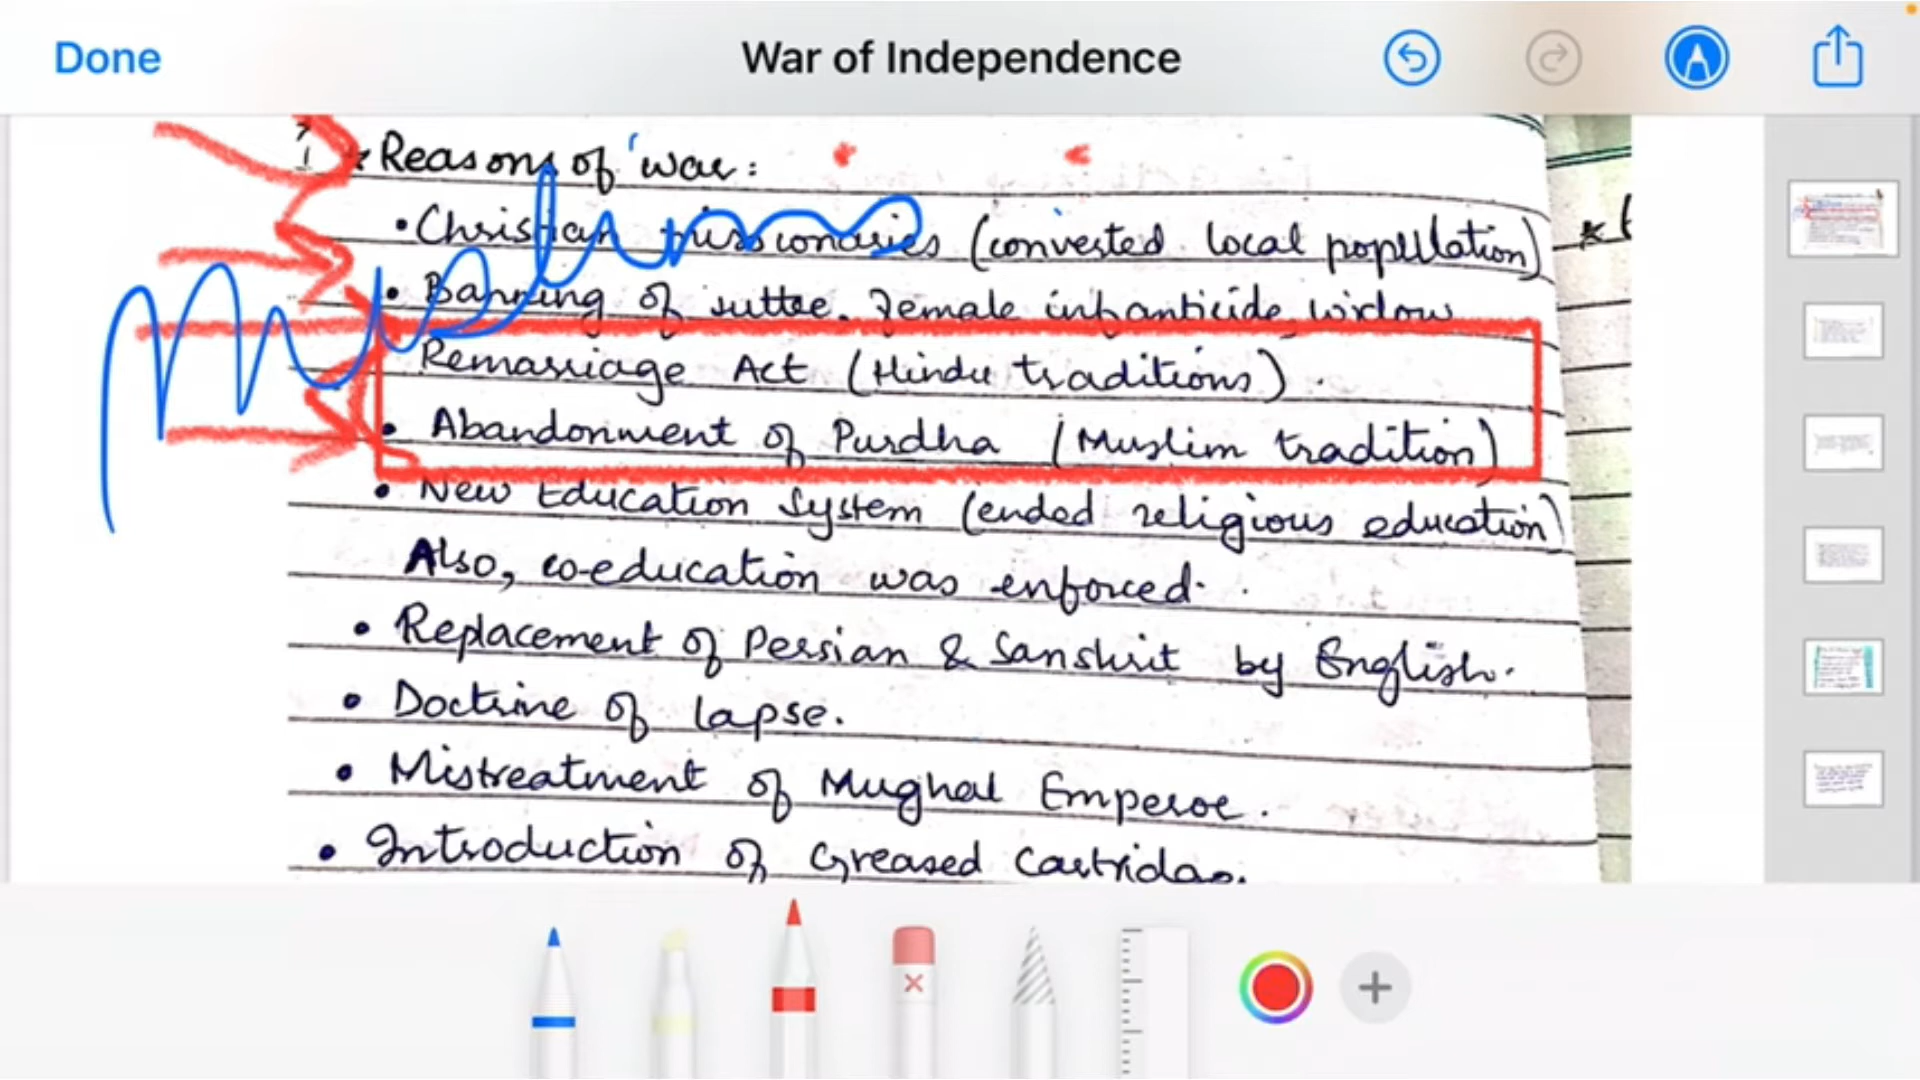 Done
War of Independence
* Reasons of 'war:
• Christian missionaries (converted local population)
• Banning of suttee, Female infanticide, widow
Remarriage Act (Hindu traditions).
• Abandonment of Purdha (Muslim tradition)
• New Education System (ended religious education)
Also, co-education was enforced.
• Replacement of Persian & Sanskrit by English.
• Doctrine of lapse.
• Mistreatment of Mughal Emperor.
• Introduction of Greased
Muslims